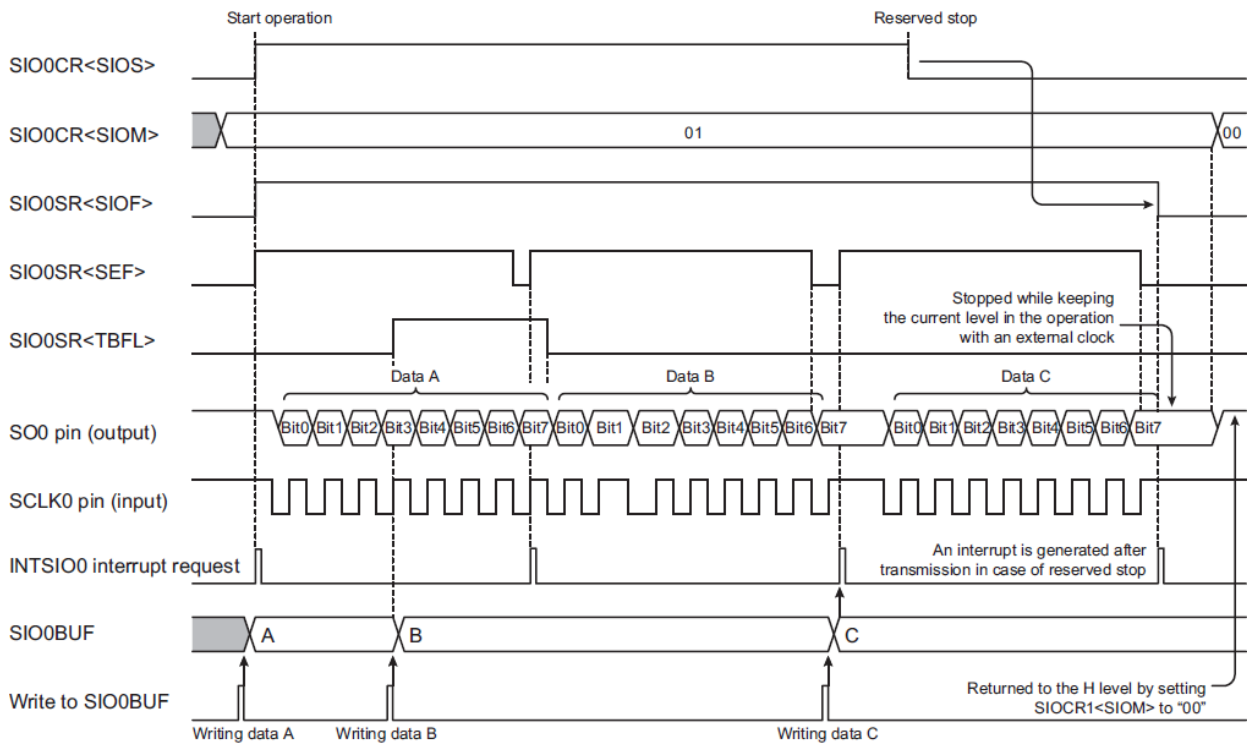 Start operation
Reserved stop
SIO0CR<SIOS>
SIO0CR<SIOM>
01
00
SIO0SR<SIOF>
SIO0SR<SEF>
Stopped while keeping
the current level in the operation
with an external clock
SIO0SR<TBFL>
Data A
Data B
Data C
SO0 pin (output)
Bit0 Bit1 Bit2 Bit3 Bit4 Bit5 Bit6 Bit7 Bit0 Bit1 Bit2 Bit3 Bit4 Bit5 Bit6 Bit7 Bit0 Bit1 Bit2 Bit3 Bit4 Bit5 Bit6 Bit7
SCLK0 pin (input)
INTSIO0 interrupt request
An interrupt is generated after
transmission in case of reserved stop
SIO0BUF
A
B
C
Write to SIO0BUF
Returned to the H level by setting
SIOCR1<SIOM> to “00”
Writing data A
Writing data B
Writing data C